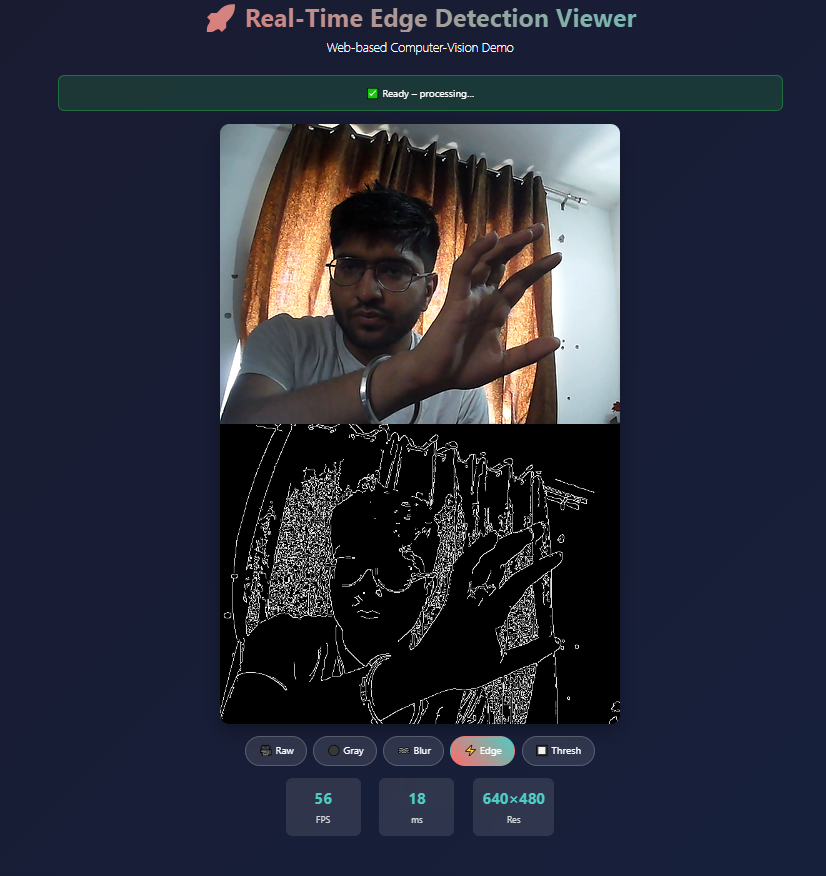 🚀 Real-Time Edge Detection Viewer
Web-based Computer-Vision Demo
✅ Ready – processing...
Raw Gray Blur ⚡ Edge Thresh
56 18 640×480
FPS ms Res